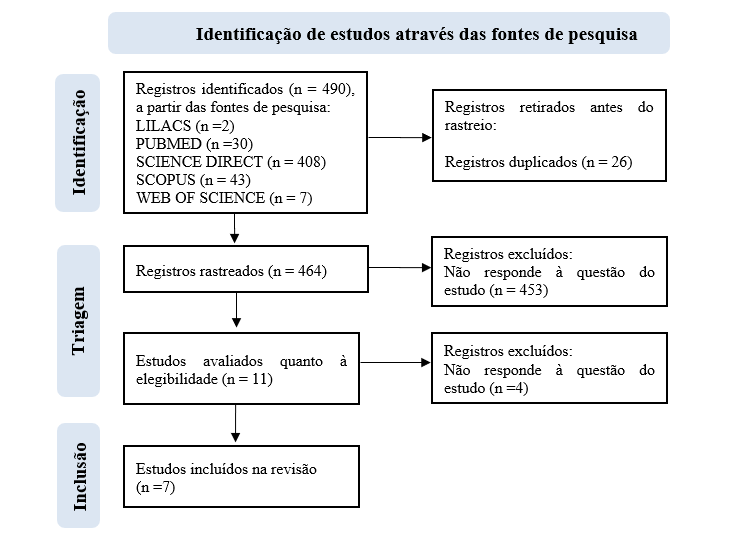 Identificação de estudos através das fontes de pesquisa
Identificação
Registros identificados (n = 490),
a partir das fontes de pesquisa:
LILACS (n =2)
PUBMED (n =30)
SCIENCE DIRECT (n = 408)
SCOPUS (n = 43)
WEB OF SCIENCE (n = 7)
Registros retirados antes do
rastreio:
Registros duplicados (n = 26)
Triagem
Registros rastreados (n = 464)
Registros excluídos:
Não responde à questão do
estudo (n = 453)
Estudos avaliados quanto à
elegibilidade (n = 11)
Registros excluídos:
Não responde à questão do
estudo (n =4)
Inclusão
Estudos incluídos na revisão
(n =7)